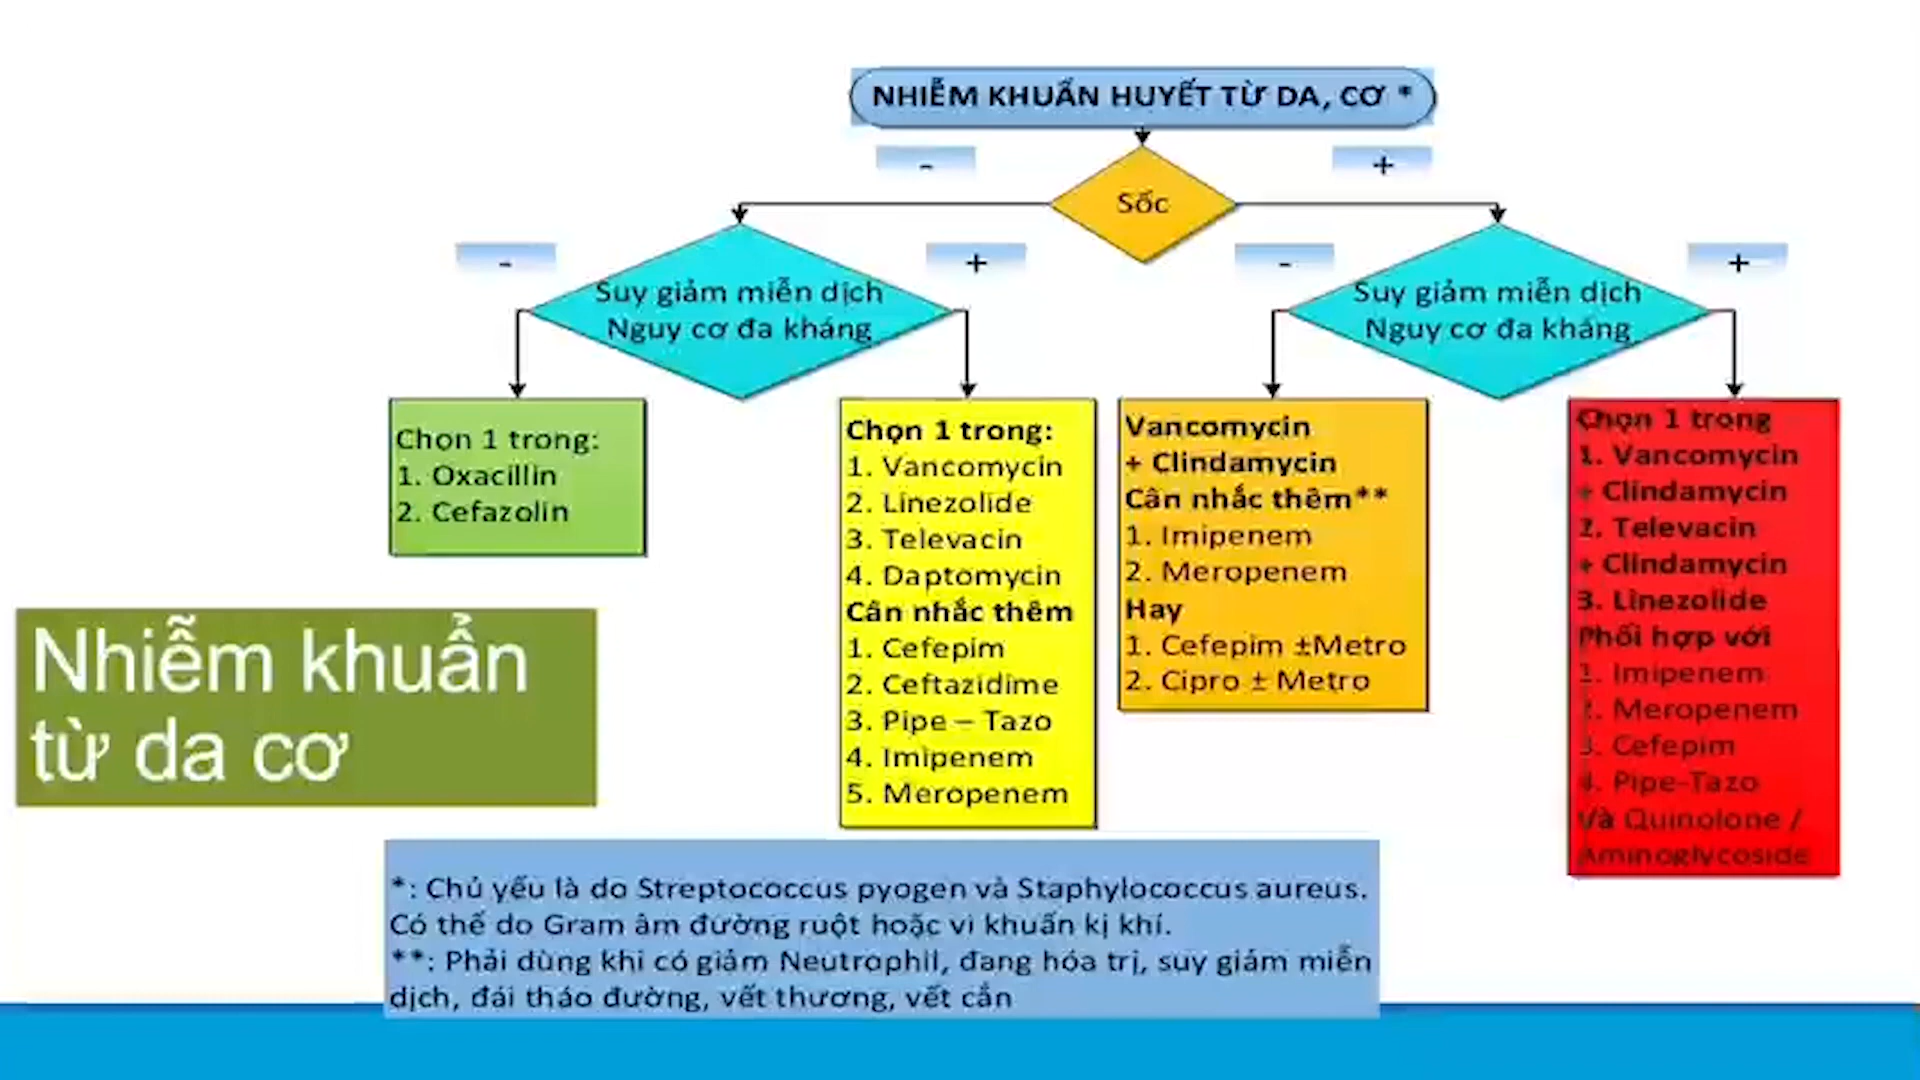 NHIỄM KHUẨN HUYẾT TỪ DA, CƠ *
-
+
Sốc
-
+
-
+
Suy giảm miễn dịch
Nguy cơ đa kháng
Suy giảm miễn dịch
Nguy cơ đa kháng
Chọn 1 trong:
1. Oxacillin
2. Cefazolin
Chọn 1 trong:
1. Vancomycin
2. Linezolide
3. Televacin
4. Daptomycin
Cân nhắc thêm
1. Cefepim
2. Ceftazidime
3. Pipe – Tazo
4. Imipenem
5. Meropenem
Vancomycin
+ Clindamycin
Cân nhắc thêm**
1. Imipenem
2. Meropenem
Hay
1. Cefepim ±Metro
2. Cipro ± Metro
Chọn 1 trong
1. Vancomycin
+ Clindamycin
2. Televacin
+ Clindamycin
3. Linezolide
Phối hợp với
1. Imipenem
2. Meropenem
3. Cefepim
4. Pipe-Tazo
Và Quinolone /
Aminoglycoside
Nhiễm khuẩn
từ da cơ
*: Chủ yếu là do Streptococcus pyogen và Staphylococcus aureus.
Có thể do Gram âm đường ruột hoặc vi khuẩn kị khí.
**: Phải dùng khi có giảm Neutrophil, đang hóa trị, suy giảm miễn
dịch, đái tháo đường, vết thương, vết cắn